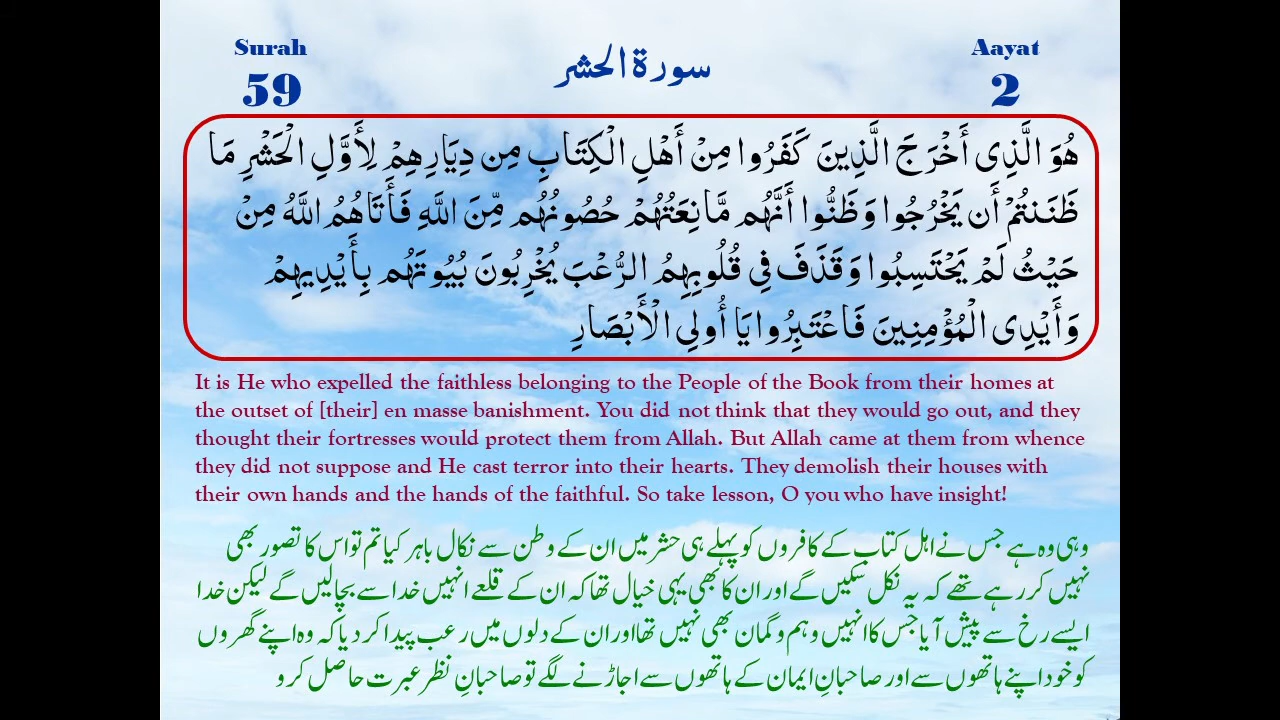 Surah
59
سورة الحشر
Aayat
2
هُوَ الَّذِي أَخْرَجَ الَّذِينَ كَفَرُوا مِنْ أَهْلِ الْكِتَابِ مِن دِيَارِهِمْ لِأَوَّلِ الْحَشْرِ مَا
ظَنَنتُمْ أَن يَخْرُجُوا وَظَنُّوا أَنَّهُم مَّانِعَتُهُمْ حُصُونُهُم مِّنَ اللَّهِ فَأَتَاهُمُ اللَّهُ مِنْ
حَيْثُ لَمْ يَحْتَسِبُوا وَقَذَفَ فِي قُلُوبِهِمُ الرُّعْبَ يُخْرِبُونَ بُيُوتَهُم بِأَيْدِيهِمْ
وَأَيْدِي الْمُؤْمِنِينَ فَاعْتَبِرُوا يَا أُولِي الْأَبْصَارِ
It is He who expelled the faithless belonging to the People of the Book from their homes at
the outset of [their] en masse banishment. You did not think that they would go out, and they
thought their fortresses would protect them from Allah. But Allah came at them from whence
they did not suppose and He cast terror into their hearts. They demolish their houses with
their own hands and the hands of the faithful. So take lesson, O you who have insight!
وہی وہ ہے جس نے اہل کتاب کے کافروں کو پہلے ہی حشر میں ان کے وطن سے نکال باہر کیا تم تو اس کا تصور بھی
نہیں کر رہے تھے کہ یہ نکل سکیں گے اور ان کا بھی یہی خیال تھا کہ ان کے قلعے انہیں خدا سے بچالیں گے لیکن خدا
ایسے رخ سے پیش آیا جس کا انہیں وہم و گمان بھی نہیں تھا اور ان کے دلوں میں رعب پیدا کر دیا کہ وہ اپنے گھروں
کو خود اپنے ہاتھوں سے اور صاحبانِ ایمان کے ہاتھوں سے اجاڑنے لگے تو صاحبانِ نظر عبرت حاصل کرو